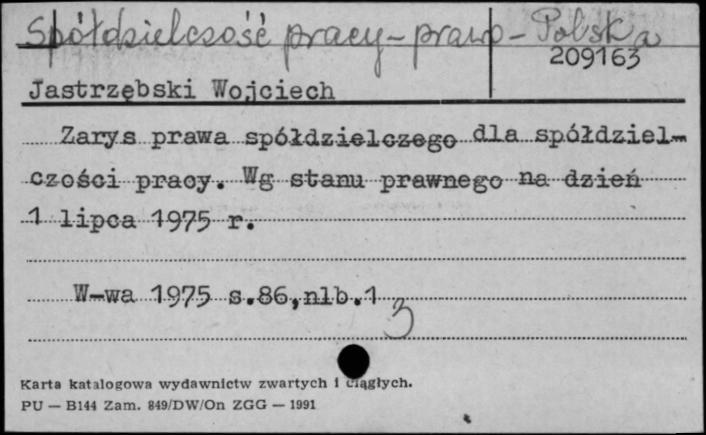 Spółdzielczość pracy - prawo - Polska
209163
Jastrzębski Wojciech
Zarys prawa spółdzielczego dla spółdziel-
czości pracy. Wg stanu prawnego na dzień
1 lipca 1975 r.
W-wa 1975 s.86,nlb.1
3
Karta katalogowa wydawnictw zwartych i ciągłych.
PU — B144 Zam. 849/DW/On ZGG — 1991